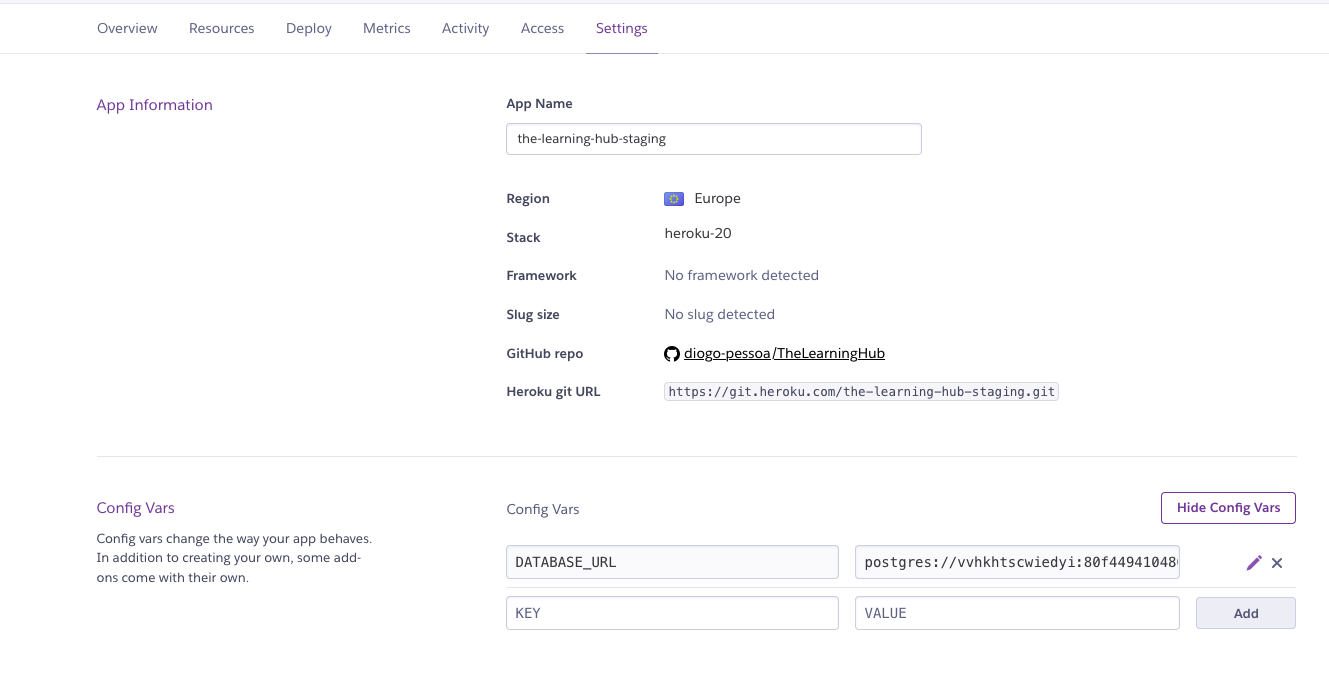 Overview Resources Deploy Metrics Activity Access Settings
App Information
App Name
the-learning-hub-staging
Region Europe
Stack heroku-20
Framework No framework detected
Slug size No slug detected
GitHub repo diogo-pessoa/TheLearningHub
Heroku git URL https://git.heroku.com/the-learning-hub-staging.git
Config Vars
Config vars change the way your app behaves.
In addition to creating your own, some add-
ons come with their own.
Config Vars Hide Config Vars
DATABASE_URL postgres://vvhkhtscwiedyi:80f44941048
KEY VALUE Add